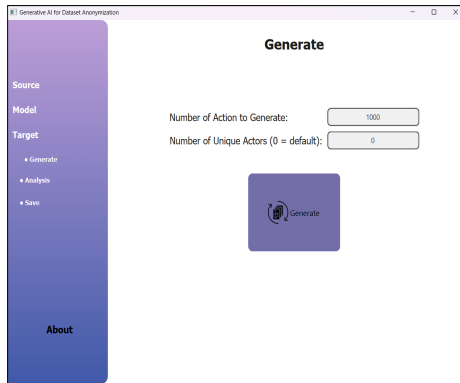 Generative AI for Dataset Anonymization
Generate
Source
Model
Target
• Generate
• Analysis
• Save
About
Number of Action to Generate:
1000
Number of Unique Actors (0 = default):
0
Generate